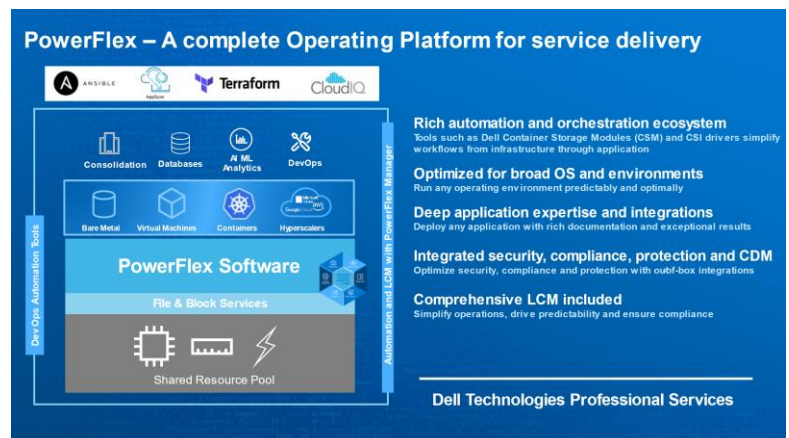 PowerFlex – A complete Operating Platform for service delivery
ANSIBLE
AppSync
Terraform
CloudIQ
Consolidation
Databases
AI ML
Analytics
DevOps
Bare Metal
Virtual Machines
Containers
Hyperscalers
Microsoft
Google Cloud
aws
PowerFlex Software
File & Block Services
Shared Resource Pool
DevOps Automation Tools
Automation and LCM with PowerFlex Manager
Rich automation and orchestration ecosystem
Tools such as Dell Container Storage Modules (CSM) and CSI drivers simplify
workflows from infrastructure through application
Optimized for broad OS and environments
Run any operating environment predictably and optimally
Deep application expertise and integrations
Deploy any application with rich documentation and exceptional results
Integrated security, compliance, protection and CDM
Optimize security, compliance and protection with oubf-box integrations
Comprehensive LCM included
Simplify operations, drive predictability and ensure compliance
Dell Technologies Professional Services